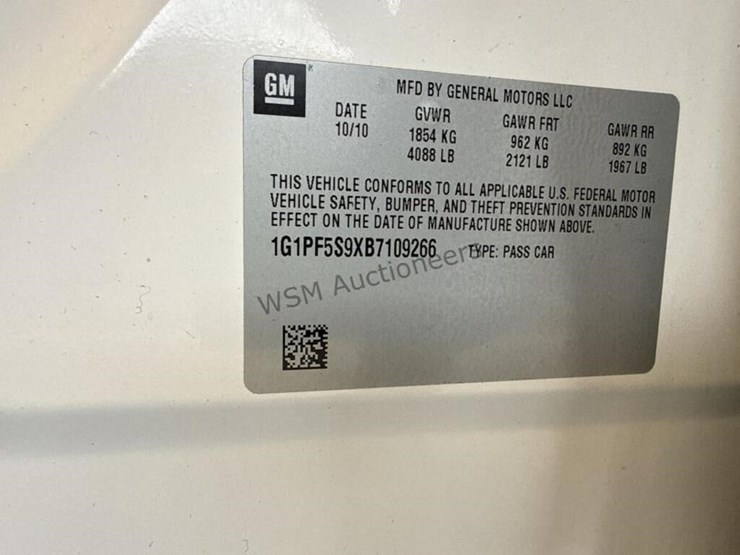 GM
MFD BY GENERAL MOTORS LLC
DATE GVWR GAWR FRT GAWR RR
10/10 1854 KG 962 KG 892 KG
4088 LB 2121 LB 1967 LB
THIS VEHICLE CONFORMS TO ALL APPLICABLE U.S. FEDERAL MOTOR
VEHICLE SAFETY, BUMPER, AND THEFT PREVENTION STANDARDS IN
EFFECT ON THE DATE OF MANUFACTURE SHOWN ABOVE.
1G1PF5S9XB7109266 TYPE: PASS CAR
WSM Auctioneers